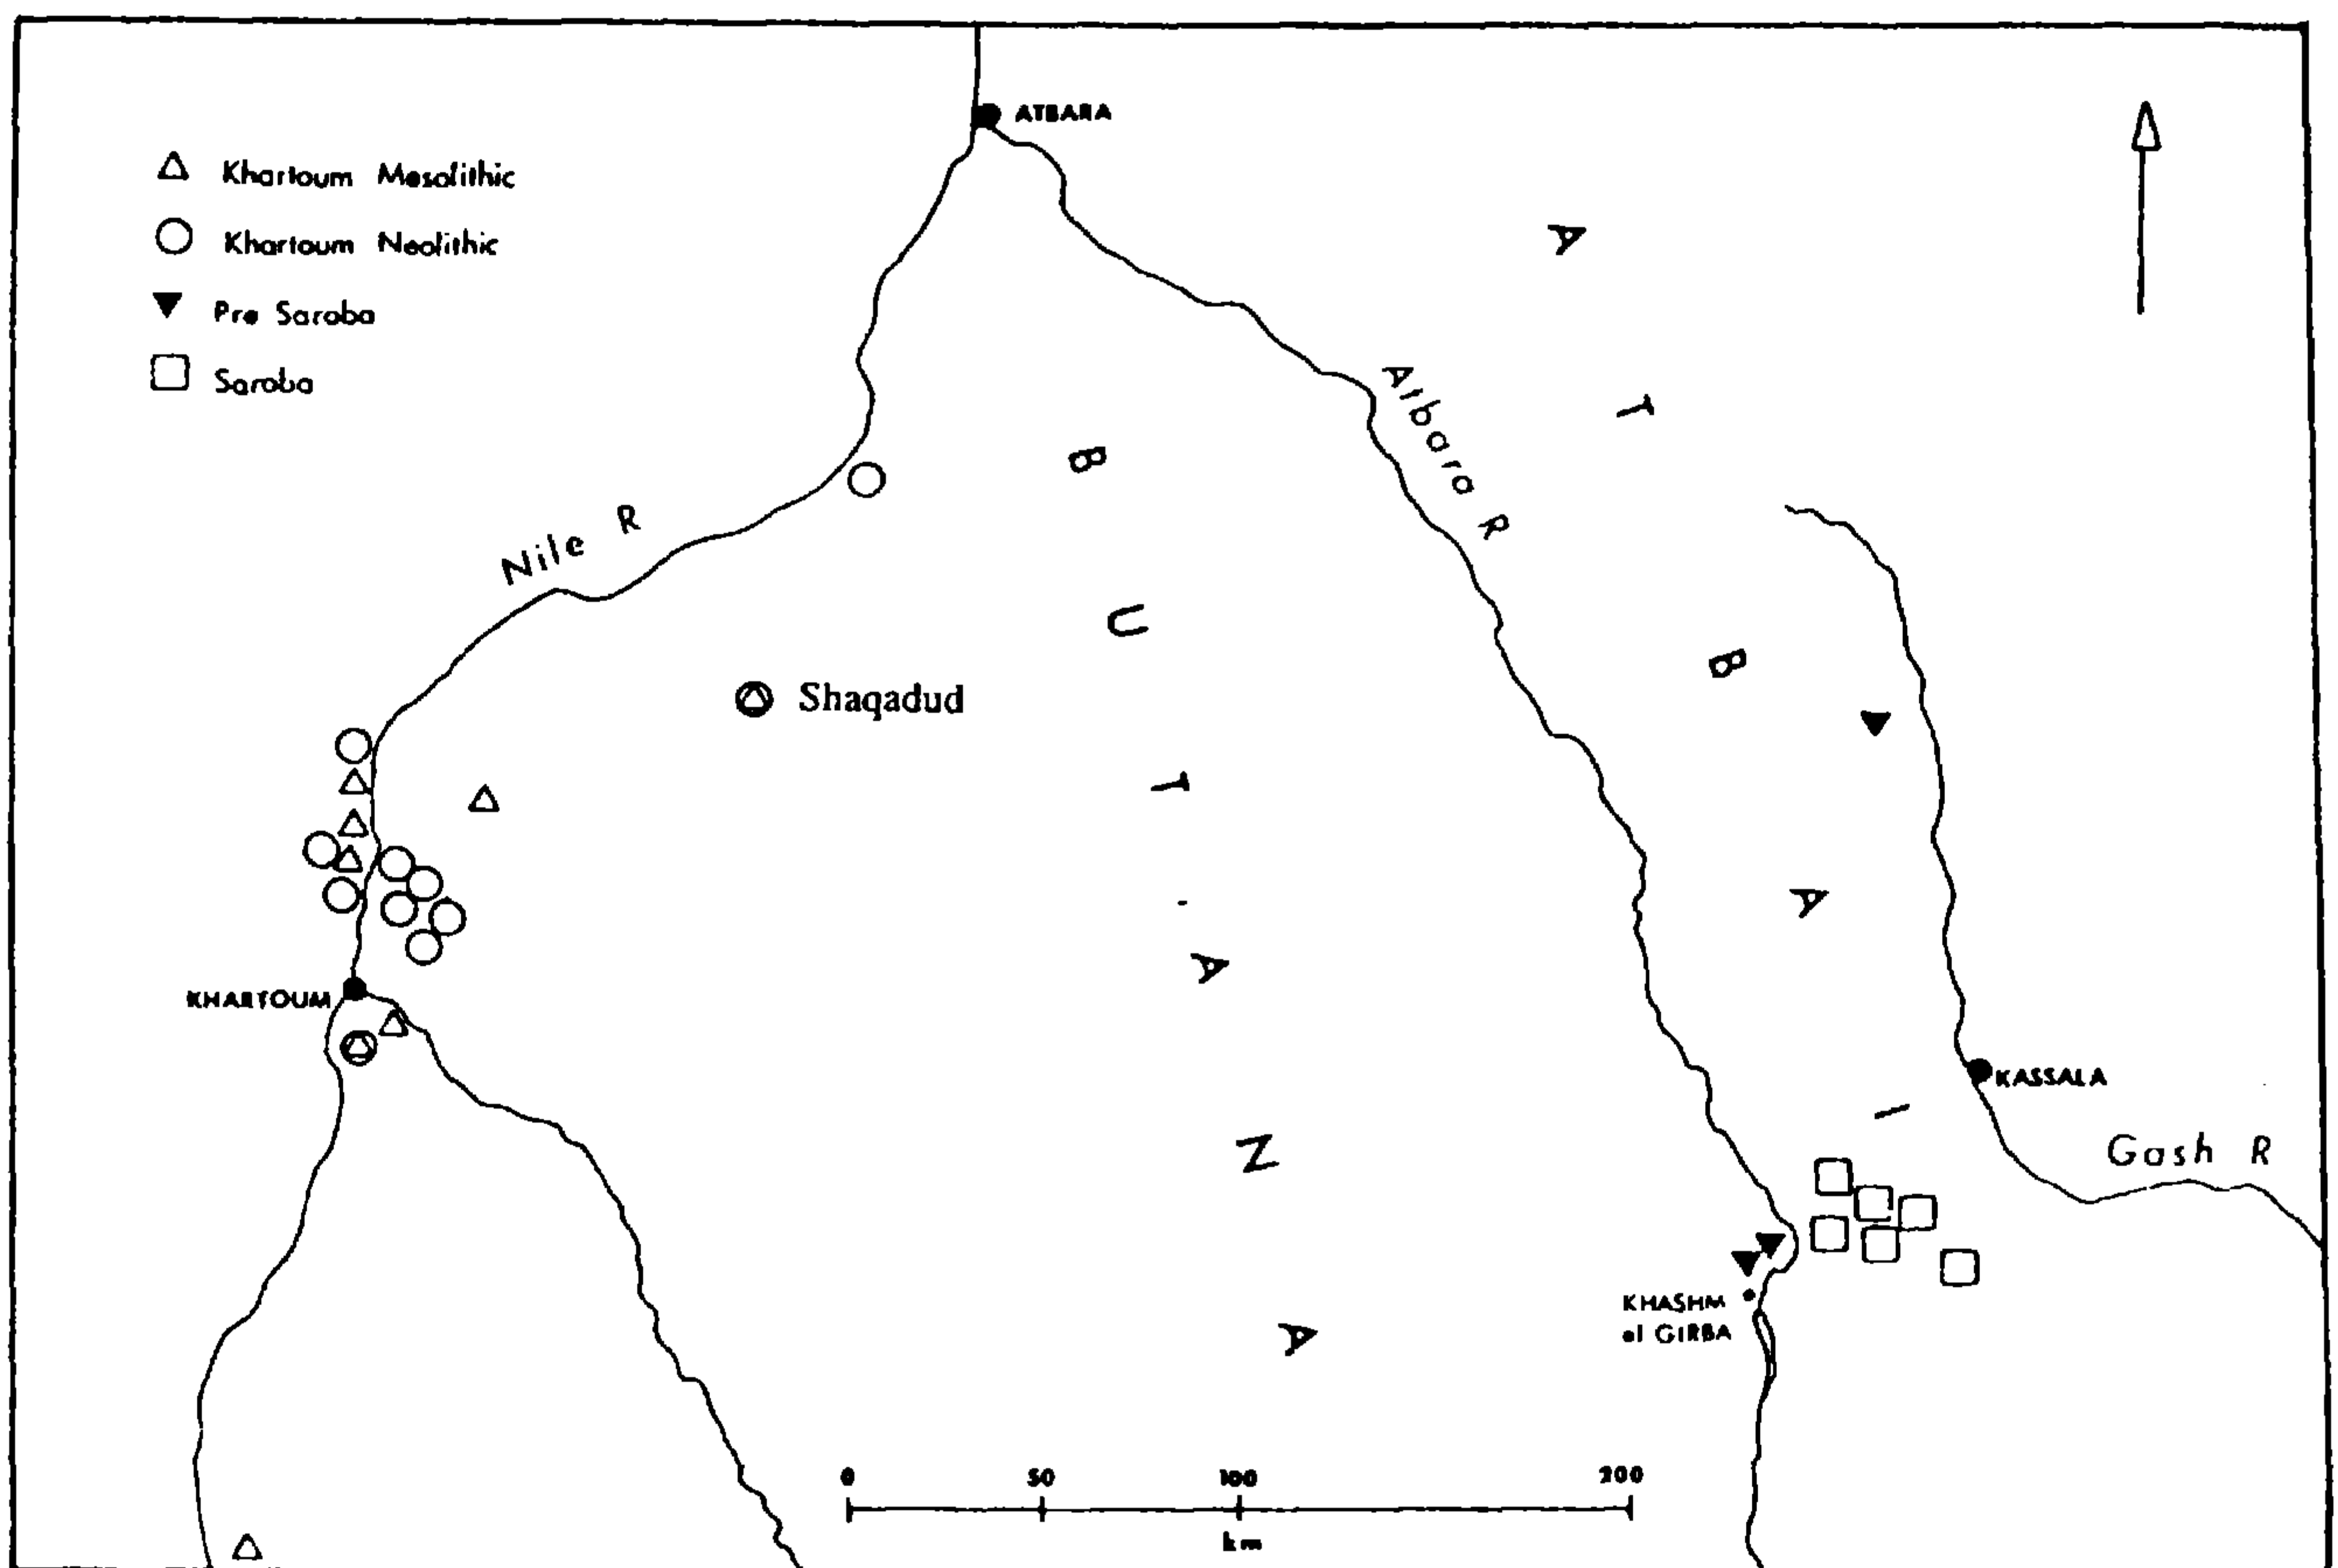 ATBARA
Khartoum Mesolithic
Khartoum Neolithic
Pre Saroba
Saroba
Atbara R
Nile R
Shaqadud
BUTANA
ATBAI
KHARTOUM
KASSALA
Gash R
KHASHM
el GIRBA
0 50 100 200
km